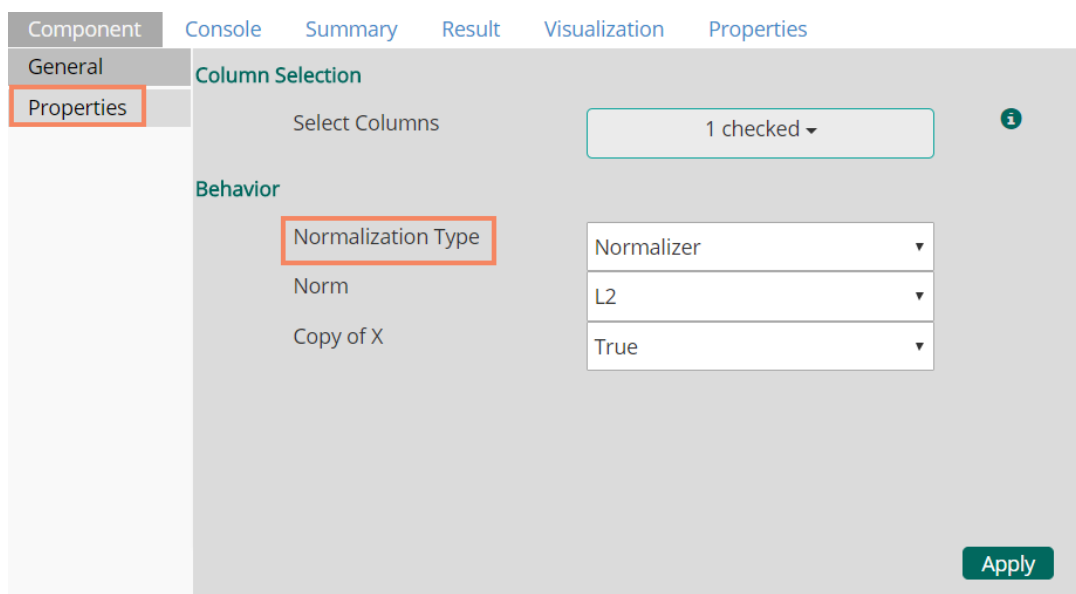 Component Console Summary Result Visualization Properties
General
Properties
Column Selection
Select Columns 1 checked
Behavior
Normalization Type Normalizer
Norm L2
Copy of X True
Apply